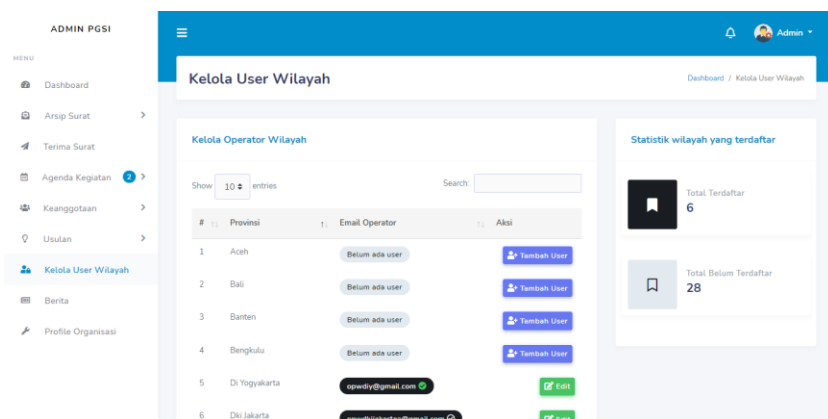 ADMIN PGSI
Admin
MENU
Dashboard
Arsip Surat
Terima Surat
Agenda Kegiatan 2
Keanggotaan
Usulan
Kelola User Wilayah
Berita
Profile Organisasi
Kelola User Wilayah
Dashboard / Kelola User Wilayah
Kelola Operator Wilayah
Show 10 entries
Search:
# Provinsi Email Operator Aksi
1 Aceh Belum ada user Tambah User
2 Bali Belum ada user Tambah User
3 Banten Belum ada user Tambah User
4 Bengkulu Belum ada user Tambah User
5 Di Yogyakarta opwdiy@gmail.com Edit
6 Dki Jakarta Edit
Statistik wilayah yang terdaftar
Total Terdaftar
6
Total Belum Terdaftar
28